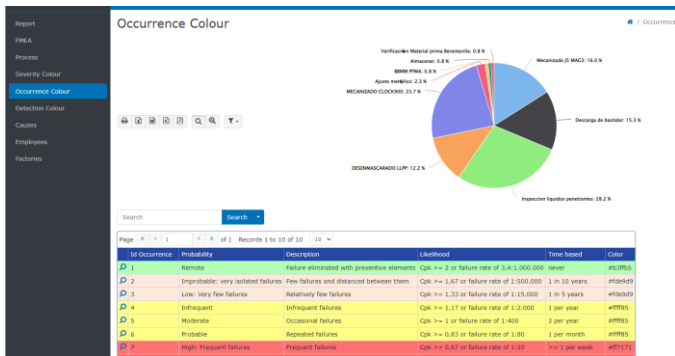 Report
FMEA
Process
Severity Colour
Occurrence Colour
Detection Colour
Causes
Employees
Factories
Occurrence Colour
/ Occurrence
Verificaci�n Material prima Berantevilla: 0.8 %
Almacenar: 0.8 %
BBMM PFMA: 0.8 %
Ajuste met�lico: 2.3 %
MECANIZADO CLOCK900: 23.7 %
DESENMASCARADO LLPF: 12.2 %
Mecanizado J5 MAG3: 16.0 %
Descarga de bastidor: 15.3 %
Inspeccion liquidos penetrantes: 28.2 %
Search Search
Page 1 of 1 Records 1 to 10 of 10 10
Id Occurrence Probability Description Likelihood Time based Color
1 Remote Failure eliminated with preventive elements Cpk >= 2 or failure rate of 3,4:1.000.000 never #b3ffb5
2 Improbable: very isolated failures Few failures and distanced between them Cpk >= 1,67 or failure rate of 1:500.000 1 in 10 years #fde9d9
3 Low: Very few failures Relatively few failures Cpk >= 1,33 or failure rate of 1:15.000 1 in 5 years #fde9d9
4 Infrequent Infrequent failures Cpk >= 1,17 or failure rate of 1:2.000 1 per year #ffff85
5 Moderate Occasional failures Cpk >= 1 or failure rate of 1:400 2 per year #ffff85
6 Probable Repeated failures Cpk >= 0,83 or failure rate of 1:80 1 per month #ffff85
7 High: Frequent failures Frequent failures Cpk >= 0,67 or failure rate of 1:20 >= 1 per week #ff7171